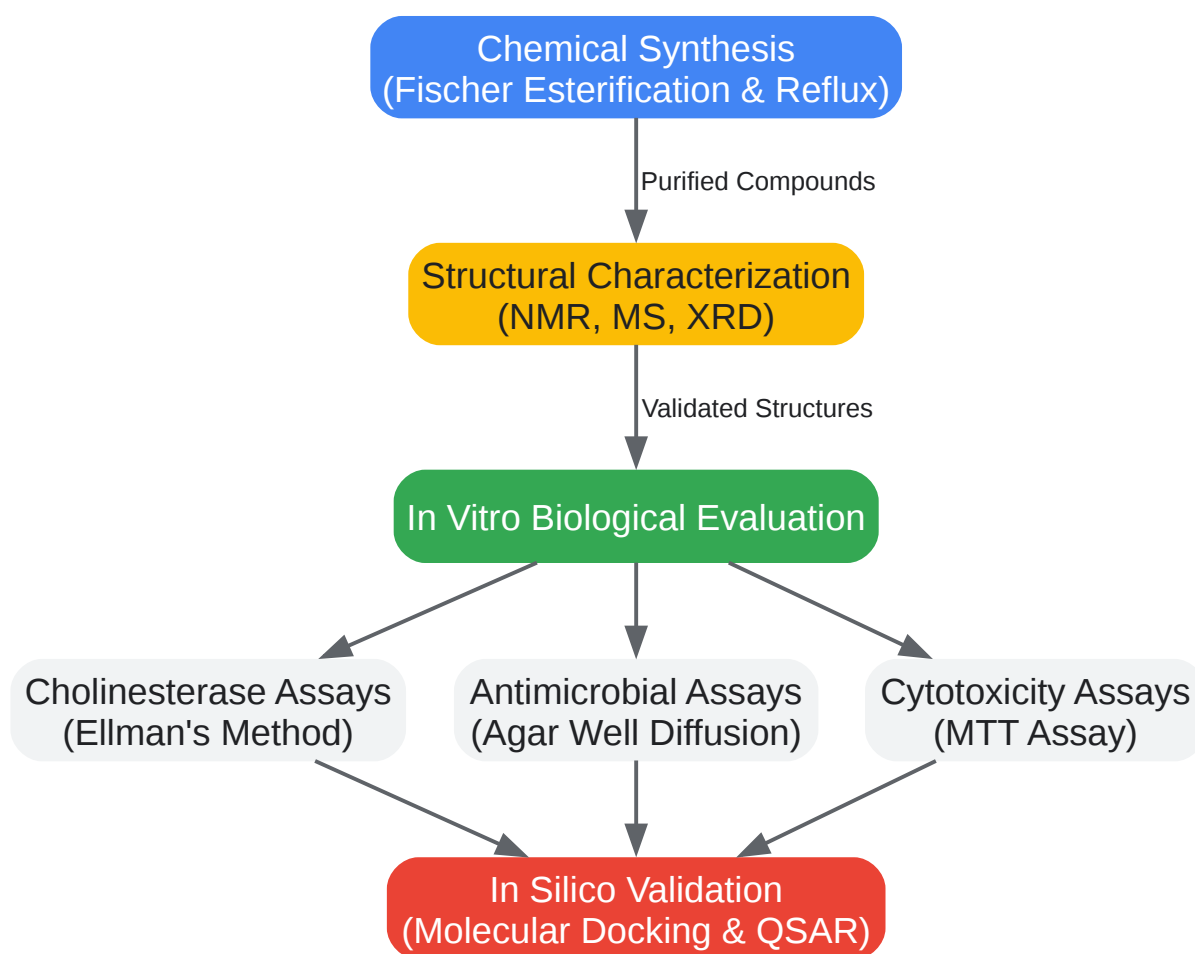 Chemical Synthesis
(Fischer Esterification & Reflux)
Purified Compounds
Structural Characterization
(NMR, MS, XRD)
Validated Structures
In Vitro Biological Evaluation
Cholinesterase Assays
(Ellman's Method)
Antimicrobial Assays
(Agar Well Diffusion)
Cytotoxicity Assays
(MTT Assay)
In Silico Validation
(Molecular Docking & QSAR)